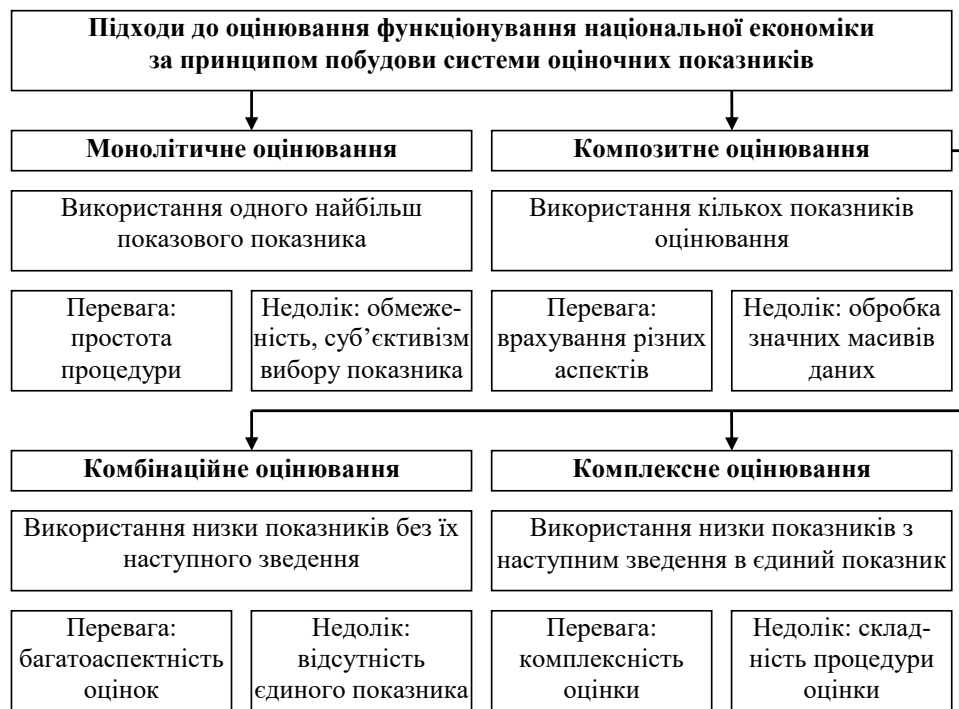 Підходи до оцінювання функціонування національної економіки
за принципом побудови системи оціночних показників
Монолітичне оцінювання
Композитне оцінювання
Використання одного найбільш
показового показника
Використання кількох показників
оцінювання
Перевага:
простота
процедури
Недолік: обмеже-
ність, суб’єктивізм
вибору показника
Перевага:
врахування різних
аспектів
Недолік: обробка
значних масивів
даних
Комбінаційне оцінювання
Комплексне оцінювання
Використання низки показників без їх
наступного зведення
Використання низки показників з
наступним зведення в єдиний показник
Перевага:
багатоаспектність
оцінок
Недолік:
відсутність
єдиного показника
Перевага:
комплексність
оцінки
Недолік: склад-
ність процедури
оцінки